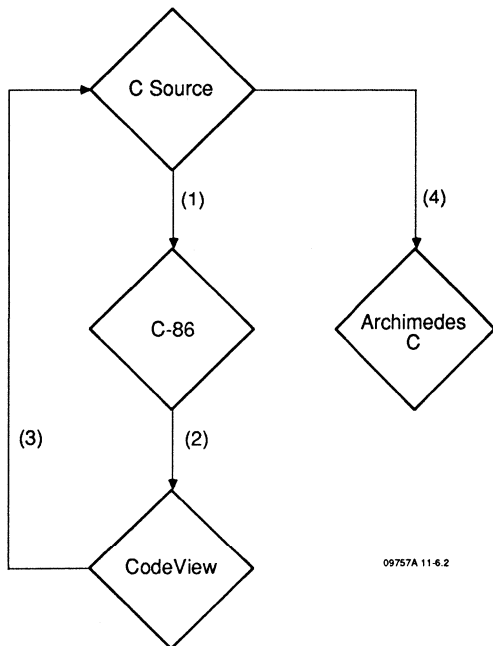 C Source
(1)
(4)
C-86
Archimedes
C
(3)
(2)
CodeView
09757A 11-6.2